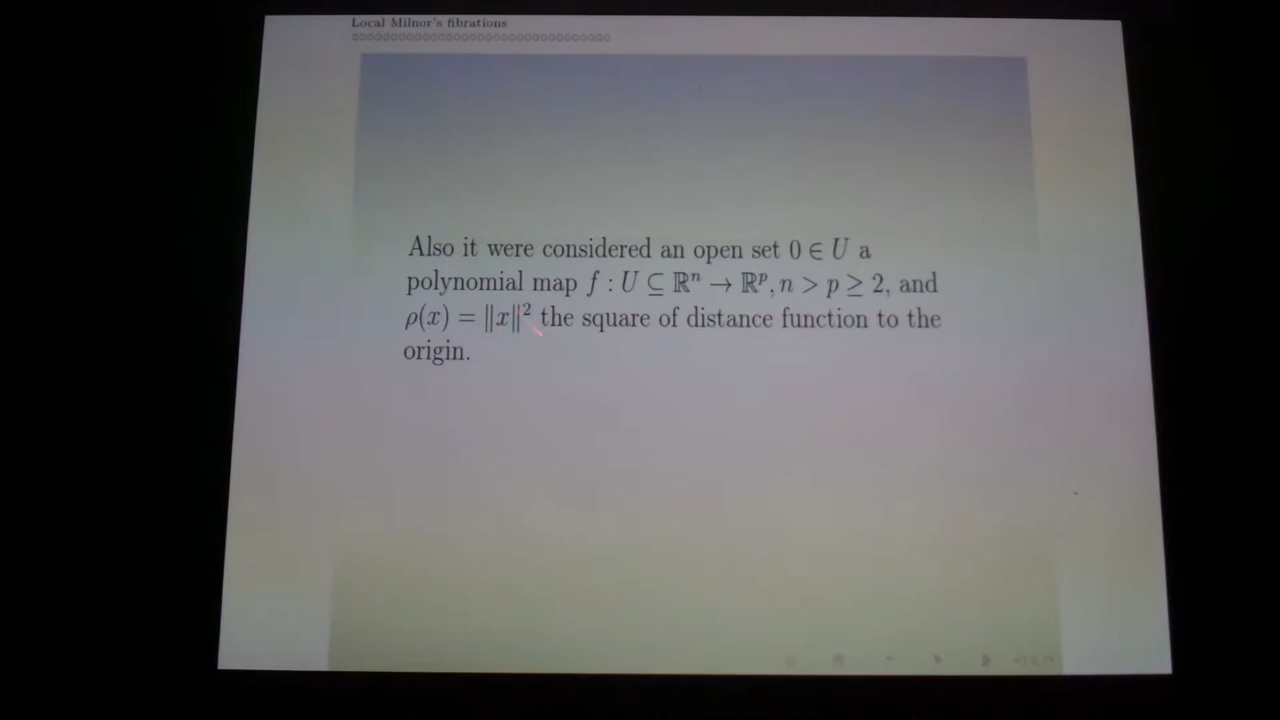 Local Milnor's fibrations
Also it were considered an open set 0 ∈ U a
polynomial map f : U ⊆ ℝⁿ → ℝᵖ, n > p ≥ 2, and
ρ(x) = ‖x‖² the square of distance function to the
origin.